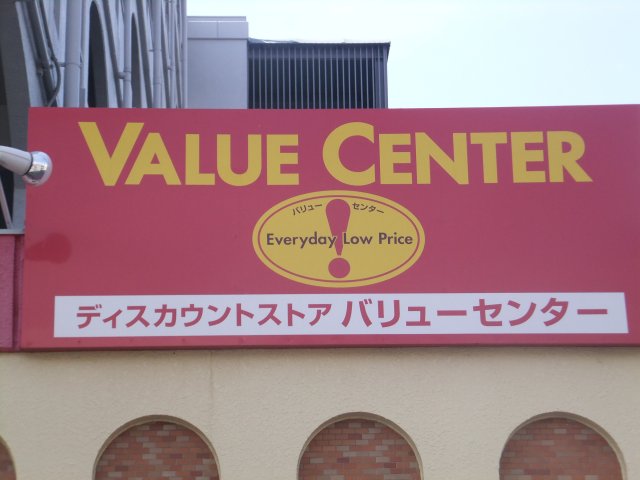 VALUE CENTER
バリュー センター
Everyday Low Price
ディスカウントストア バリューセンター